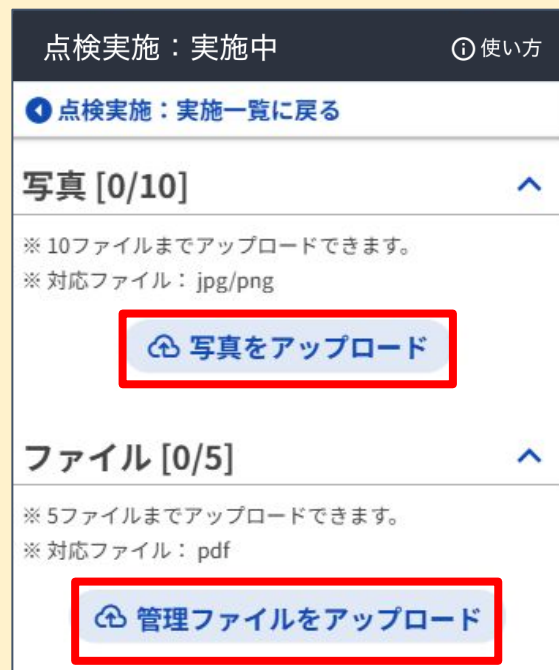 点検実施：実施中
使い方
点検実施：実施一覧に戻る
写真 [0/10]
※ 10ファイルまでアップロードできます。
※ 対応ファイル： jpg/png
写真をアップロード
ファイル [0/5]
※ 5ファイルまでアップロードできます。
※ 対応ファイル： pdf
管理ファイルをアップロード